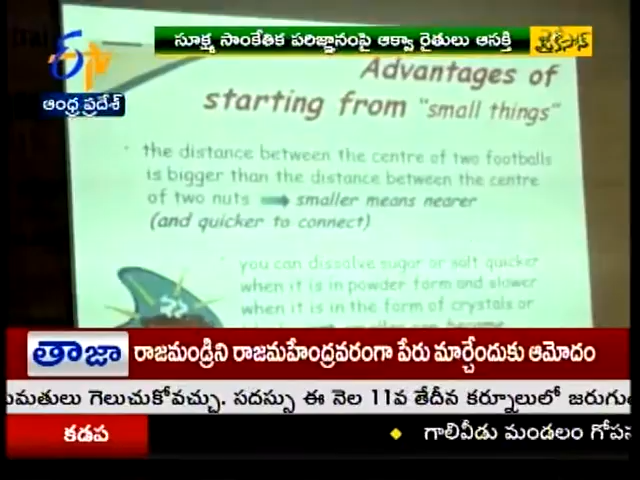 సూక్ష్మ సాంకేతిక పరిజ్ఞానంపై ఆక్వా రైతులు ఆసక్తి
ఆంధ్రప్రదేశ్
Advantages of
starting from "small things"
the distance between the centre of two footballs
is bigger than the distance between the centre
of two nuts ➡ smaller means nearer
(and quicker to connect)
you can dissolve sugar or salt quicker
when it is in powder form and slower
when it is in the form of crystals or
తాజా
రాజమండ్రిని రాజమహేంద్రవరంగా పేరు మార్చేందుకు ఆమోదం
మతులు గెలుచుకోవచ్చు. సదస్సు ఈ నెల 11వ తేదీన కర్నూలులో
కడప
గాలివీడు మండలం